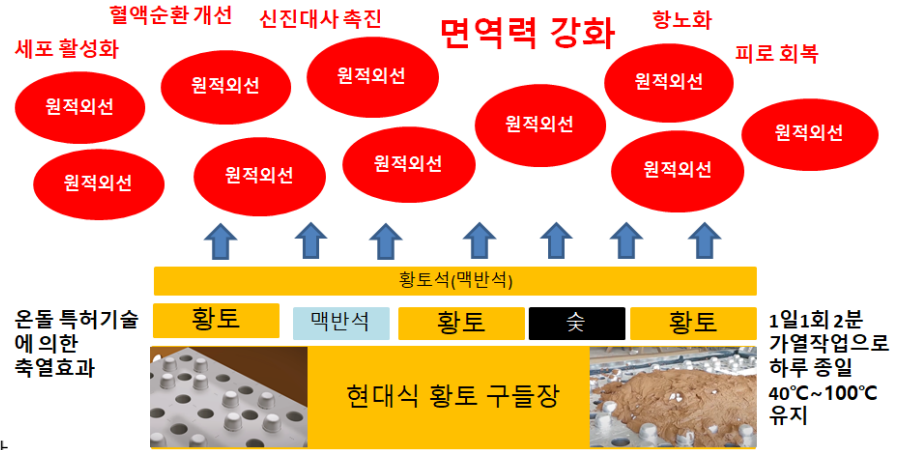 혈액순환 개선
신진대사 촉진
면역력 강화
항노화
세포 활성화
피로 회복
원적외선
원적외선
원적외선
원적외선
원적외선
원적외선
원적외선
원적외선
원적외선
원적외선
황토석(맥반석)
온돌 특허기술
에 의한
축열효과
황토
맥반석
황토
숯
황토
1일1회 2분
가열작업으로
하루 종일
40℃~100℃
유지
현대식 황토 구들장